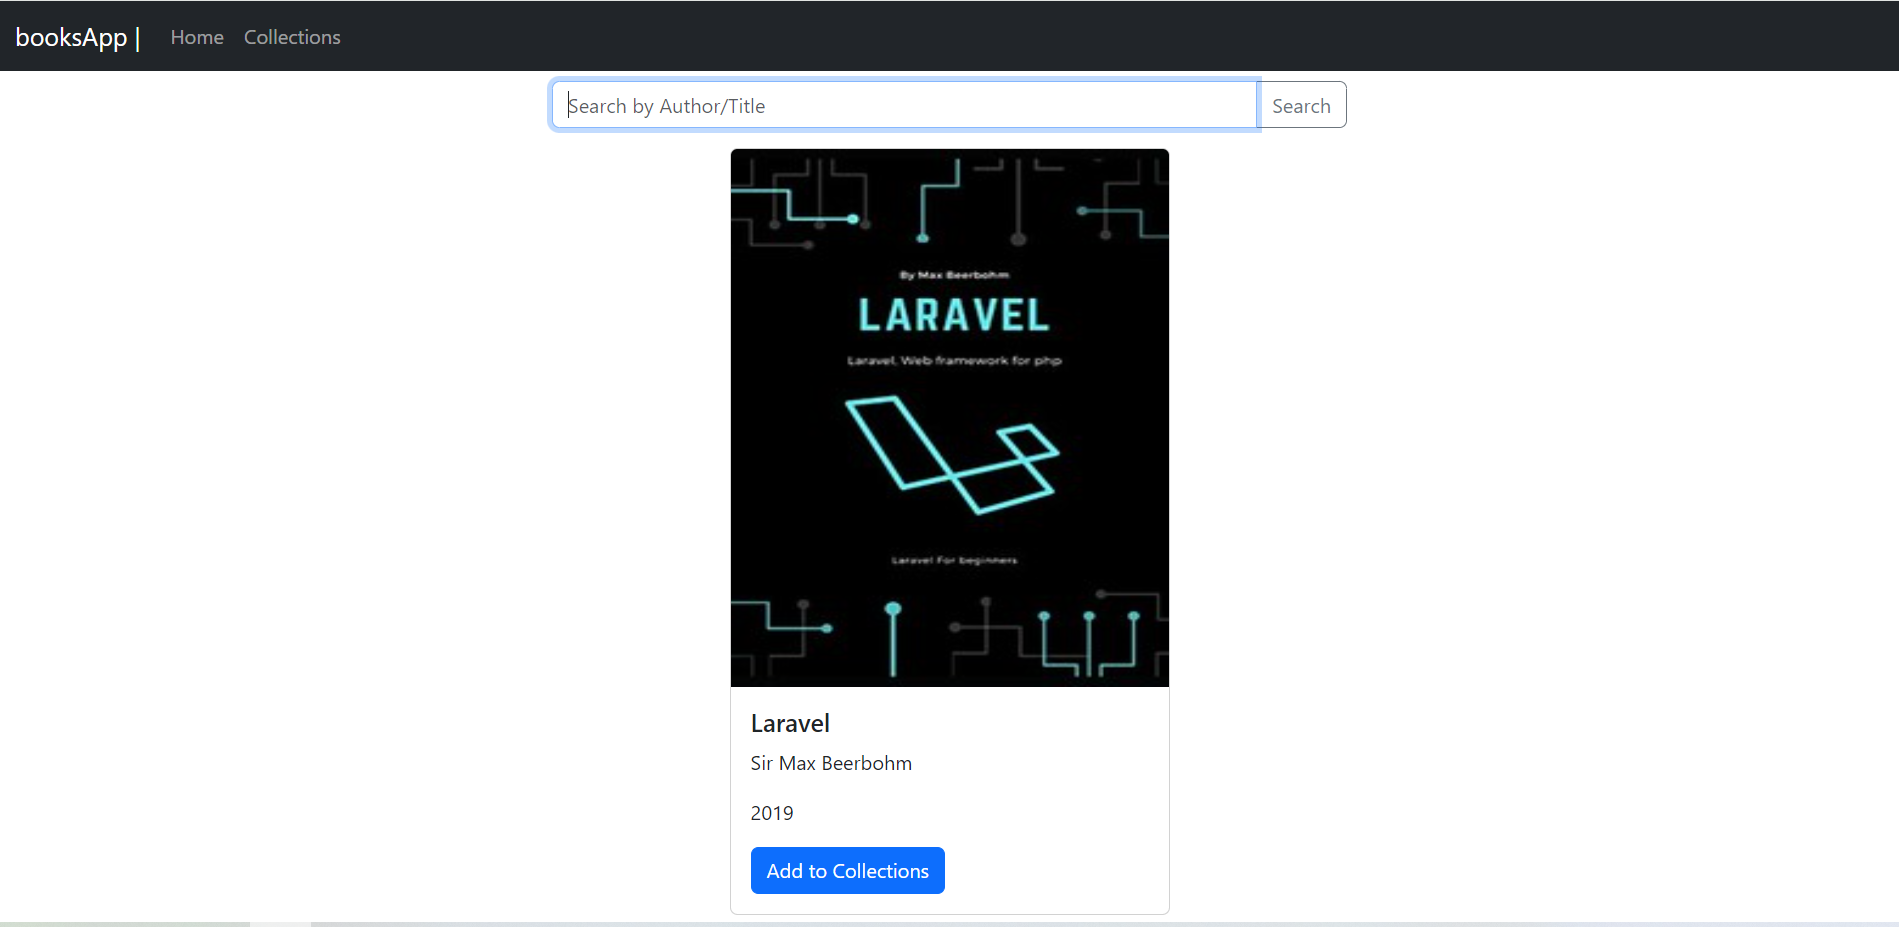 booksApp | Home Collections
Search by Author/Title Search
By Max Beerbohm
LARAVEL
Laravel, Web framework for php
Laravel For beginners
Laravel
Sir Max Beerbohm
2019
Add to Collections